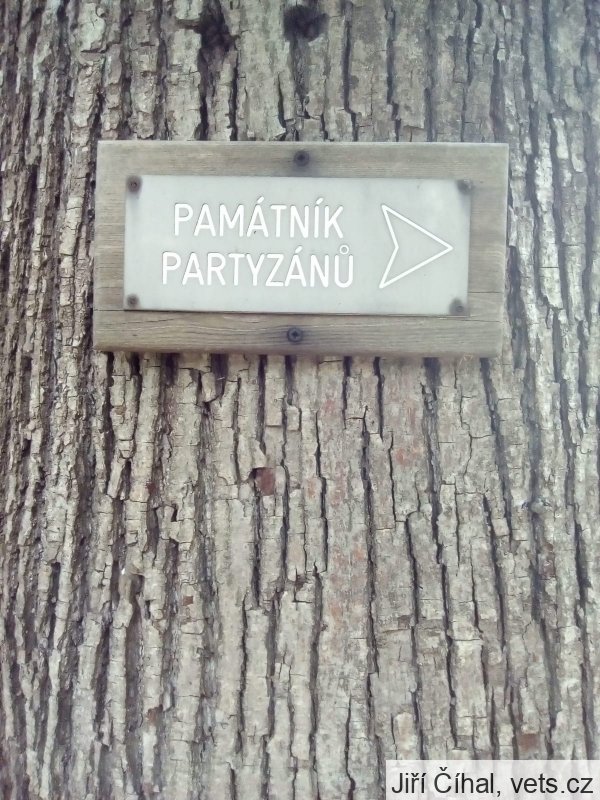 PAMÁTNÍK
PARTYZÁNŮ
Jiří Číhal, vets.cz